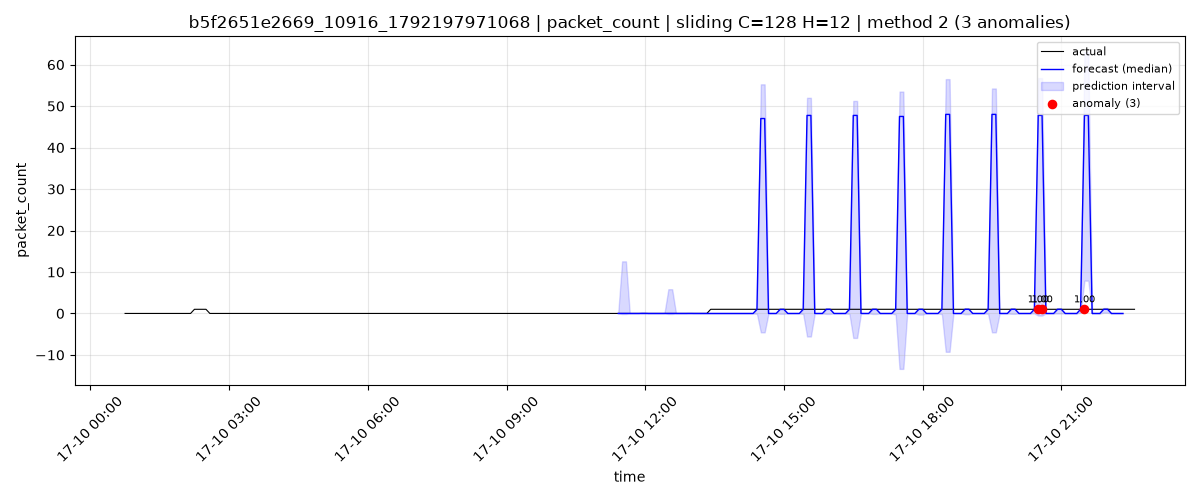 b5f2651e2669_10916_1792197971068 | packet_count | sliding C=128 H=12 | method 2 (3 anomalies)
actual
forecast (median)
prediction interval
anomaly (3)
packet_count
60
50
40
30
20
10
0
−10
1.00
17-10 00:00
17-10 03:00
17-10 06:00
17-10 09:00
17-10 12:00
17-10 15:00
17-10 18:00
17-10 21:00
time